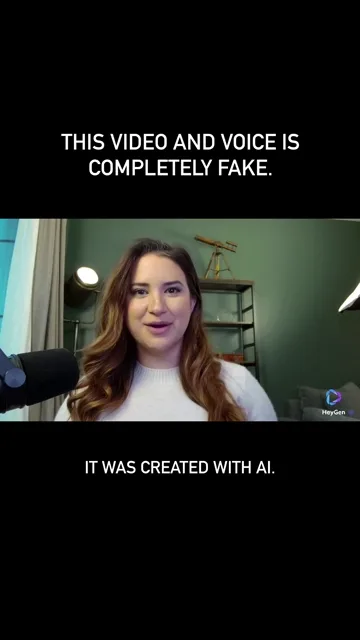 THIS VIDEO AND VOICE IS
COMPLETELY FAKE.
HeyGen
IT WAS CREATED WITH AI.